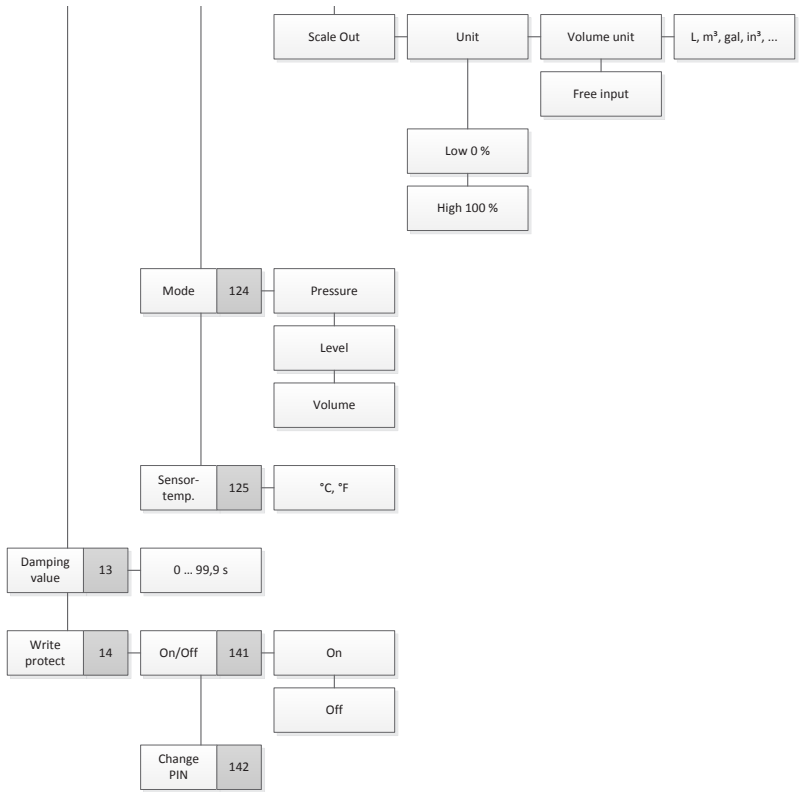 Scale Out
Unit
Volume unit
L, m³, gal, in³, ...
Free input
Low 0 %
High 100 %
Mode
124
Pressure
Level
Volume
Sensor-
temp.
125
°C, °F
Damping
value
13
0 ... 99,9 s
Write
protect
14
On/Off
141
On
Off
Change
PIN
142